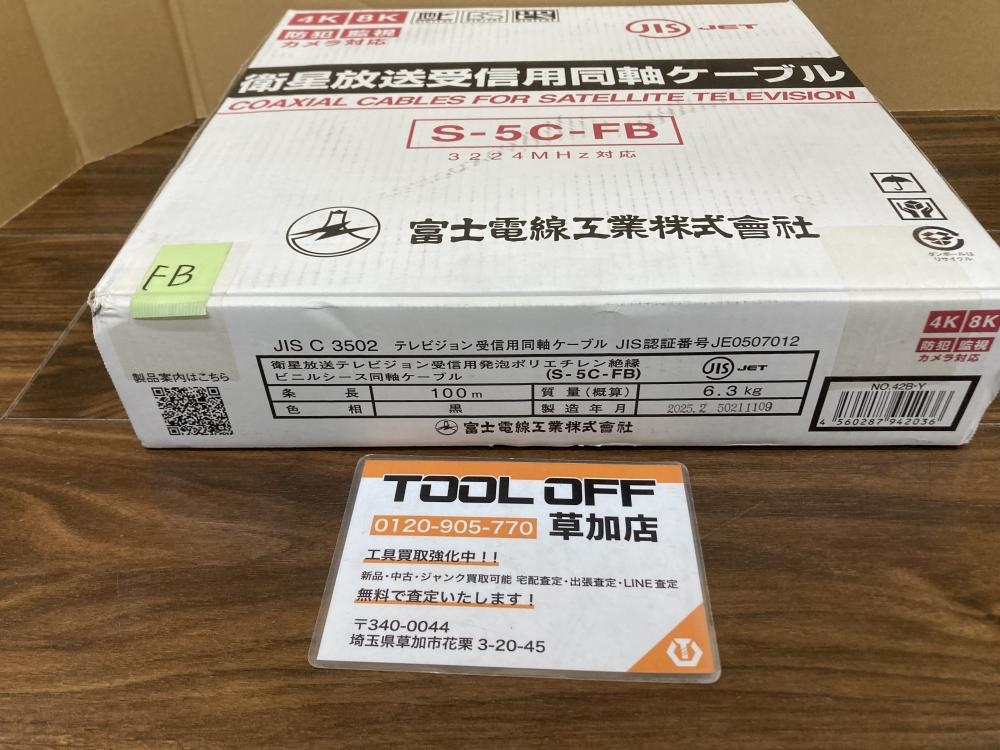 4K 8K
防犯 監視
カメラ対応
JIS JET
衛星放送受信用同軸ケーブル
COAXIAL CABLES FOR SATELLITE TELEVISION
S-5C-FB
3224MHz対応
富士電線工業株式會社
ダンボールは
リサイクル
FB
JIS C 3502 テレビジョン受信用同軸ケーブル JIS認証番号JE0507012
衛星放送テレビジョン受信用発泡ポリエチレン絶縁
ビニルシース同軸ケーブル (S-5C-FB)
JIS JET
条長 100m 質量(概算) 6.3kg
色相 黒 製造年月 2025.2 50211109
富士電線工業株式會社
製品案内はこちら
4K 8K
防犯 監視
カメラ対応
NO.42B-Y
4 560287 942036
TOOL OFF
0120-905-770 草加店
工具買取強化中！！
新品・中古・ジャンク買取可能 宅配査定・出張査定・LINE査定
無料で査定いたします！
〒340-0044
埼玉県草加市花栗 3-20-45